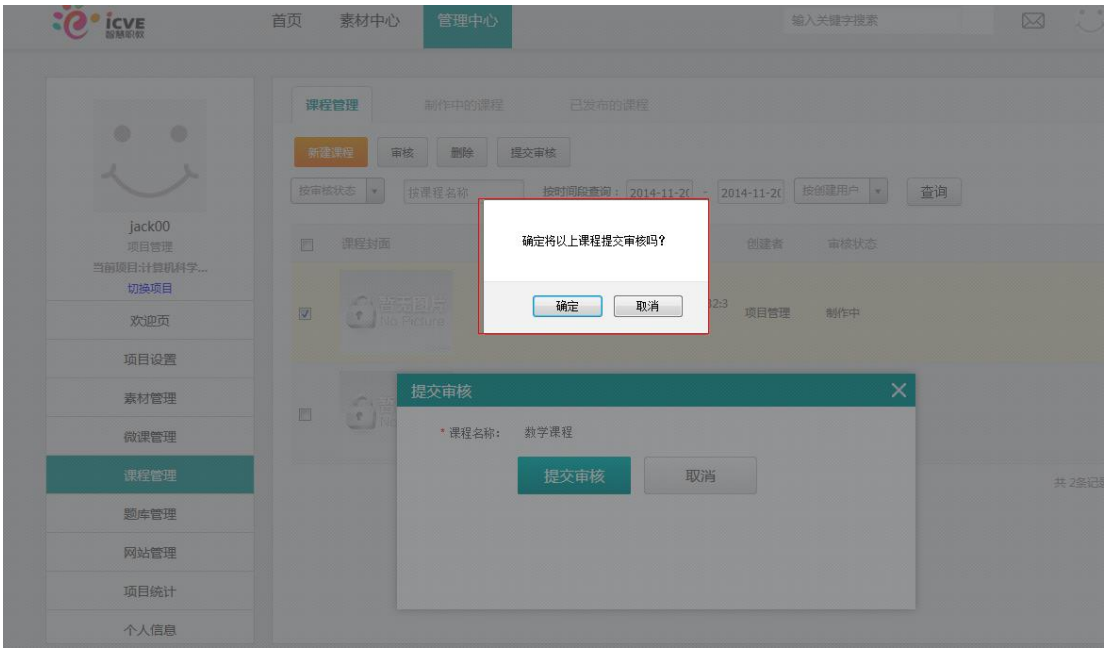 icve
智慧职教
首页 素材中心 管理中心 输入关键字搜索
课程管理 制作中的课程 已发布的课程
新建课程 审核 删除 提交审核
按审核状态 按课程名称 按时间段查询： 2014-11-20 - 2014-11-20 按创建用户 查询
jack00
项目管理
当前项目:计算机科学...
切换项目
欢迎页
项目设置
素材管理
微课管理
课程管理
题库管理
网站管理
项目统计
个人信息
课程封面 创建者 审核状态
确定将以上课程提交审核吗?
确定 取消
暂无图片
No Picture
32:3 项目管理 制作中
提交审核
* 课程名称： 数学课程
提交审核 取消
共 2条记录